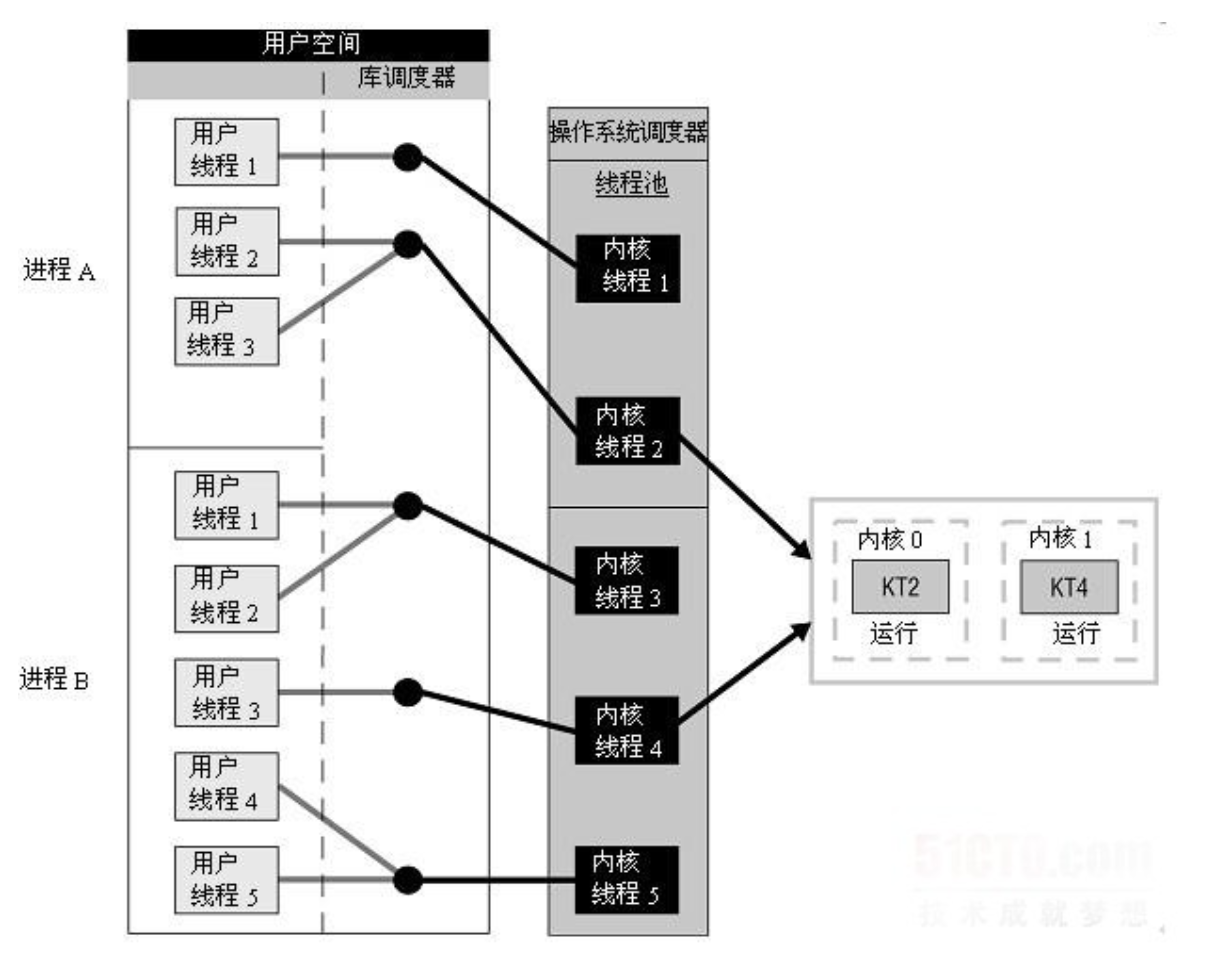 用户空间
库调度器
操作系统调度器
线程池
进程 A
用户
线程 1
用户
线程 2
用户
线程 3
内核
线程 1
内核
线程 2
进程 B
用户
线程 1
用户
线程 2
用户
线程 3
用户
线程 4
用户
线程 5
内核
线程 3
内核
线程 4
内核
线程 5
内核 0
KT2
运行
内核 1
KT4
运行
51CTO.com
技术成就梦想